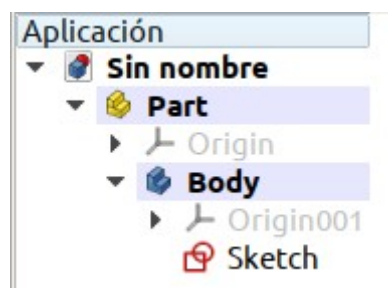 Aplicación
Sin nombre
Part
Origin
Body
Origin001
Sketch